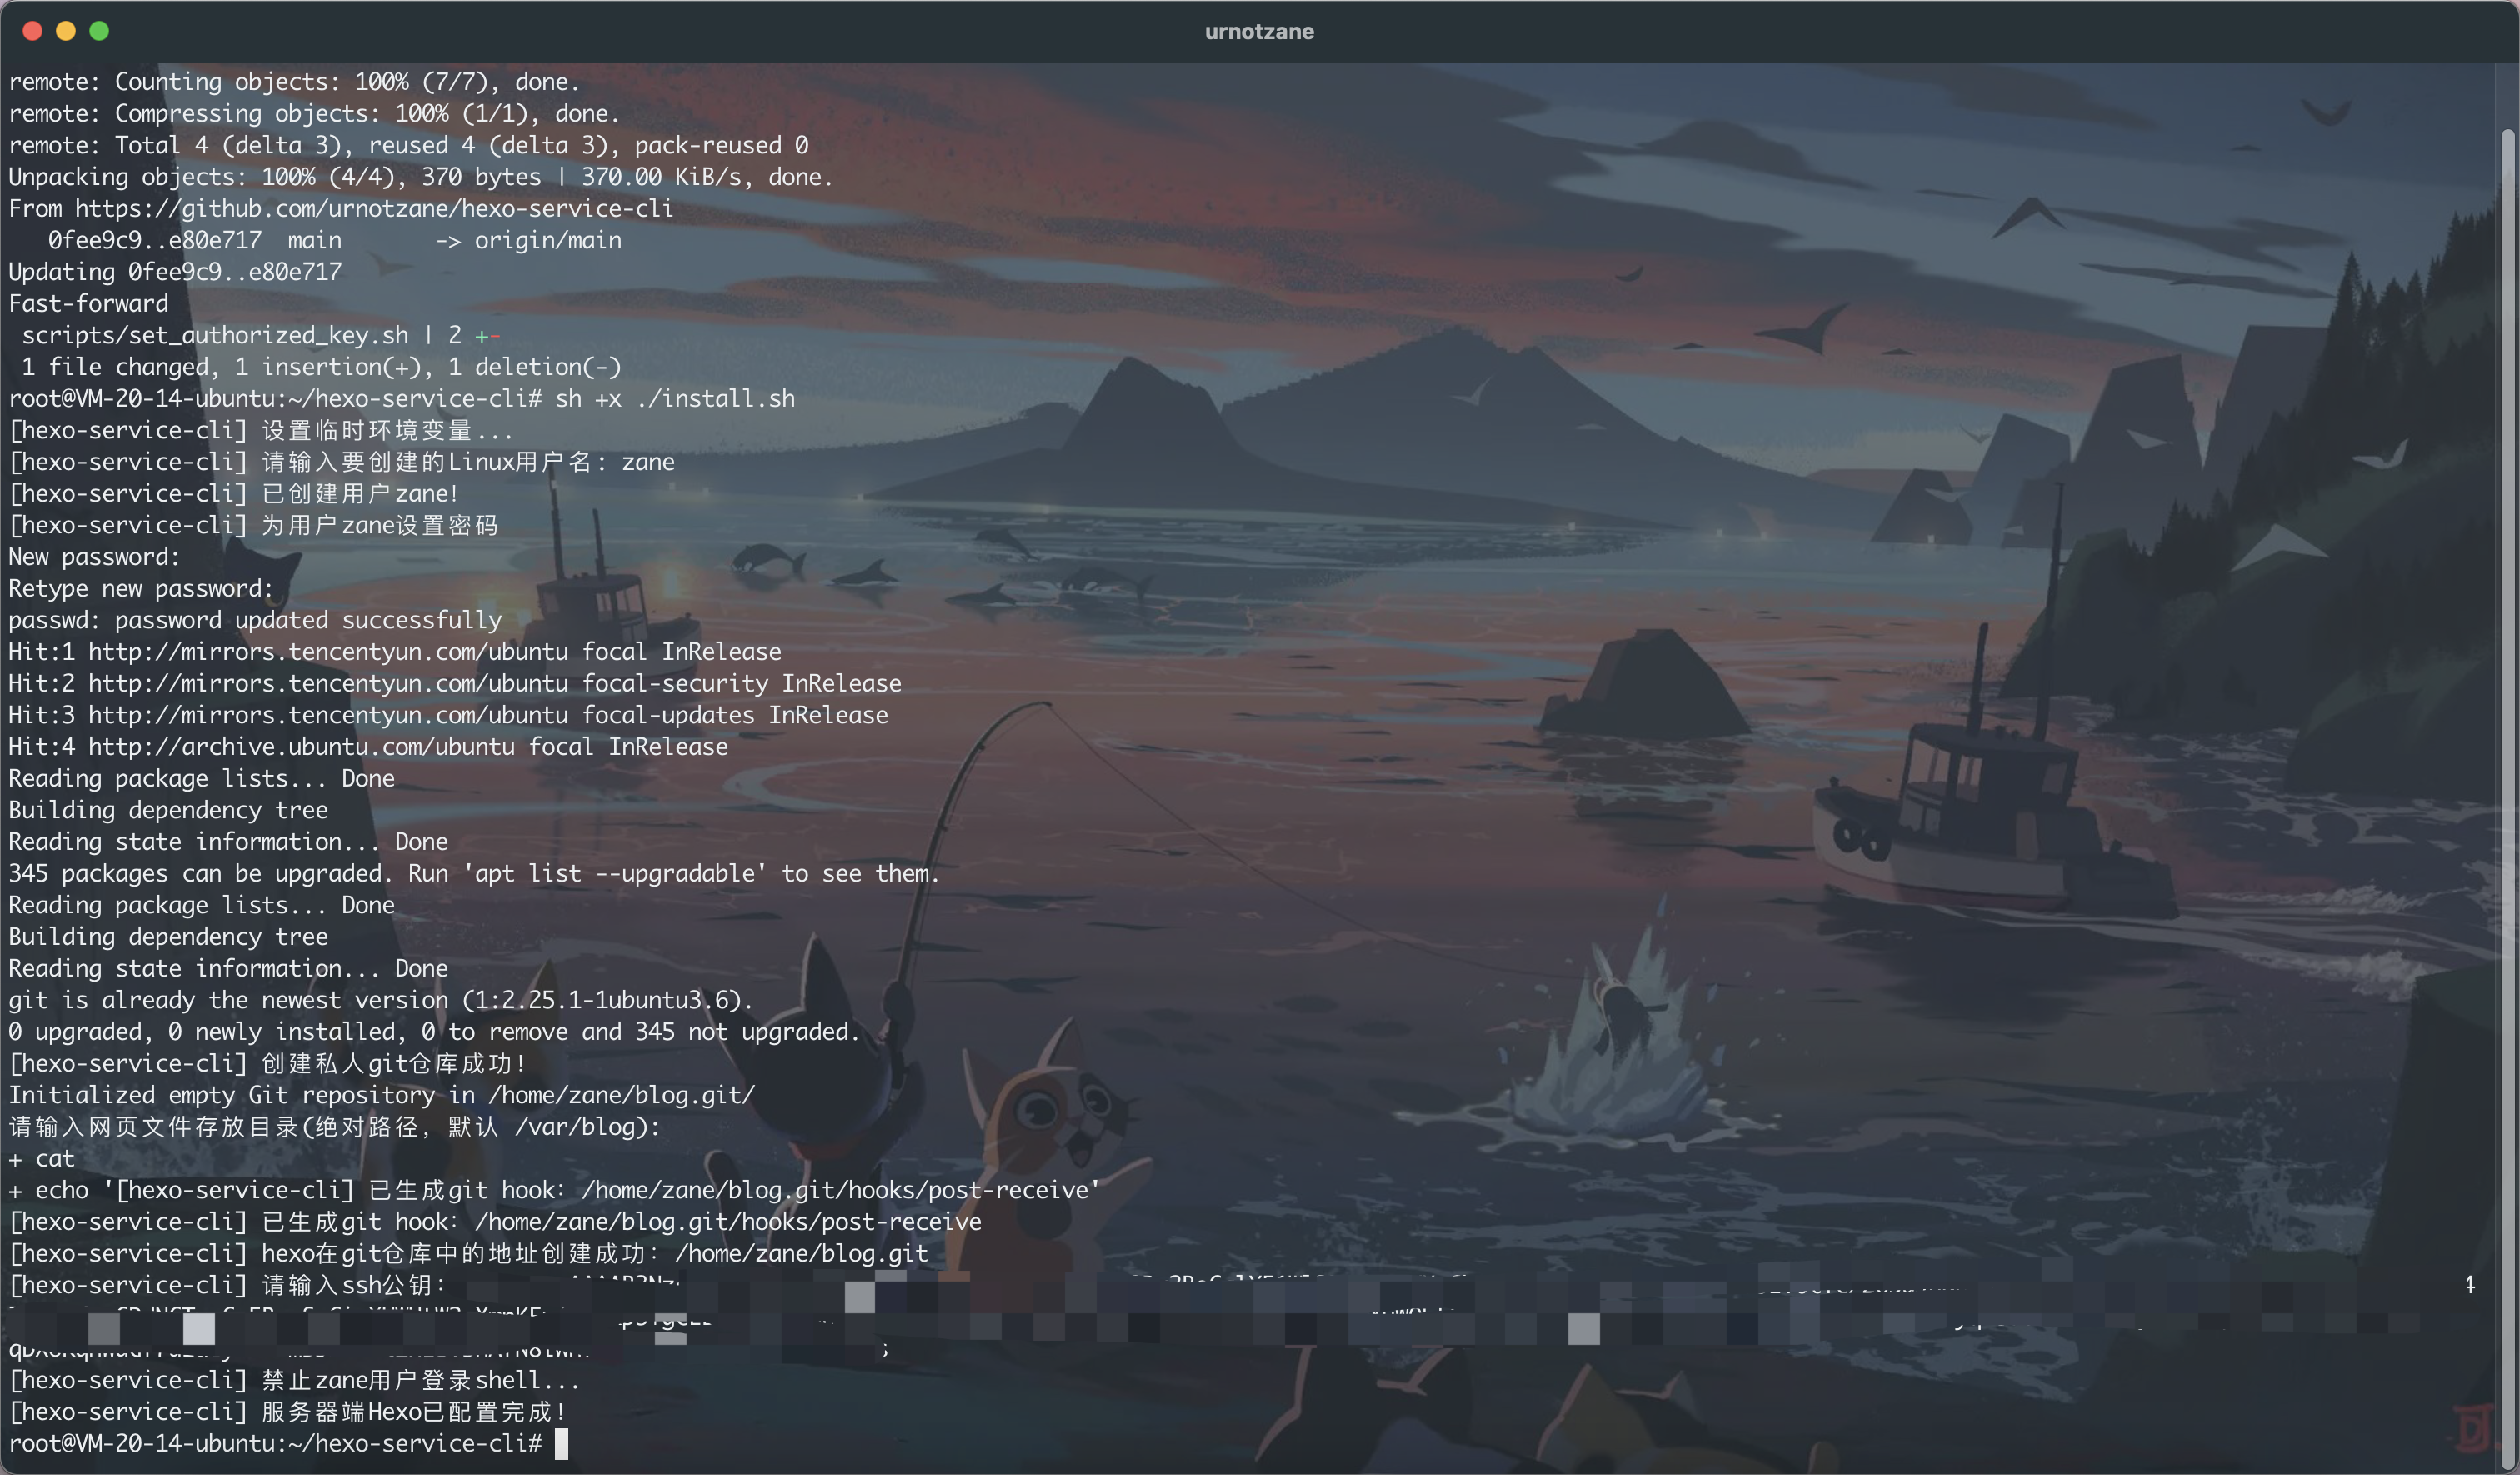 urnotzane
remote: Counting objects: 100% (7/7), done.
remote: Compressing objects: 100% (1/1), done.
remote: Total 4 (delta 3), reused 4 (delta 3), pack-reused 0
Unpacking objects: 100% (4/4), 370 bytes | 370.00 KiB/s, done.
From https://github.com/urnotzane/hexo-service-cli
   0fee9c9..e80e717  main       -> origin/main
Updating 0fee9c9..e80e717
Fast-forward
 scripts/set_authorized_key.sh | 2 +-
 1 file changed, 1 insertion(+), 1 deletion(-)
root@VM-20-14-ubuntu:~/hexo-service-cli# sh +x ./install.sh
[hexo-service-cli] 设置临时环境变量...
[hexo-service-cli] 请输入要创建的Linux用户名: zane
[hexo-service-cli] 已创建用户zane!
[hexo-service-cli] 为用户zane设置密码
New password:
Retype new password:
passwd: password updated successfully
Hit:1 http://mirrors.tencentyun.com/ubuntu focal InRelease
Hit:2 http://mirrors.tencentyun.com/ubuntu focal-security InRelease
Hit:3 http://mirrors.tencentyun.com/ubuntu focal-updates InRelease
Hit:4 http://archive.ubuntu.com/ubuntu focal InRelease
Reading package lists... Done
Building dependency tree
Reading state information... Done
345 packages can be upgraded. Run 'apt list --upgradable' to see them.
Reading package lists... Done
Building dependency tree
Reading state information... Done
git is already the newest version (1:2.25.1-1ubuntu3.6).
0 upgraded, 0 newly installed, 0 to remove and 345 not upgraded.
[hexo-service-cli] 创建私人git仓库成功!
Initialized empty Git repository in /home/zane/blog.git/
请输入网页文件存放目录(绝对路径, 默认 /var/blog):
+ cat
+ echo '[hexo-service-cli] 已生成git hook: /home/zane/blog.git/hooks/post-receive'
[hexo-service-cli] 已生成git hook: /home/zane/blog.git/hooks/post-receive
[hexo-service-cli] hexo在git仓库中的地址创建成功: /home/zane/blog.git
[hexo-service-cli] 请输入ssh公钥:
[hexo-service-cli] 禁止zane用户登录shell...
[hexo-service-cli] 服务器端Hexo已配置完成!
root@VM-20-14-ubuntu:~/hexo-service-cli#